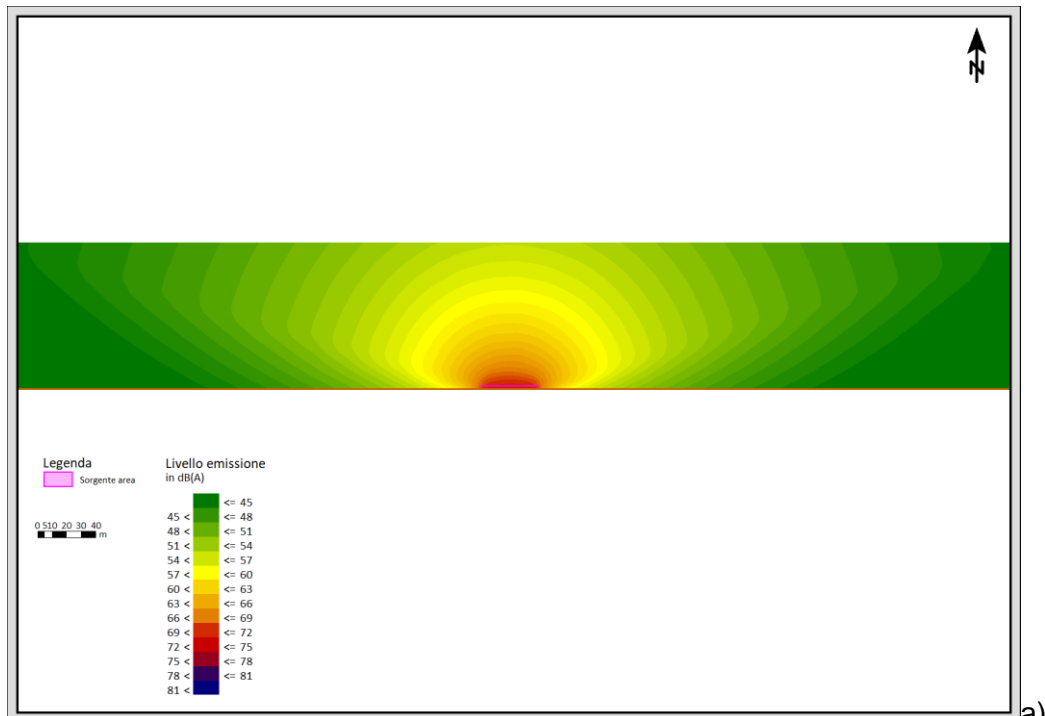 N
Legenda
Sorgente area
0 5 10 20 30 40
m
Livello emissione
in dB(A)
<= 45
45 < <= 48
48 < <= 51
51 < <= 54
54 < <= 57
57 < <= 60
60 < <= 63
63 < <= 66
66 < <= 69
69 < <= 72
72 < <= 75
75 < <= 78
78 < <= 81
81 <
a)